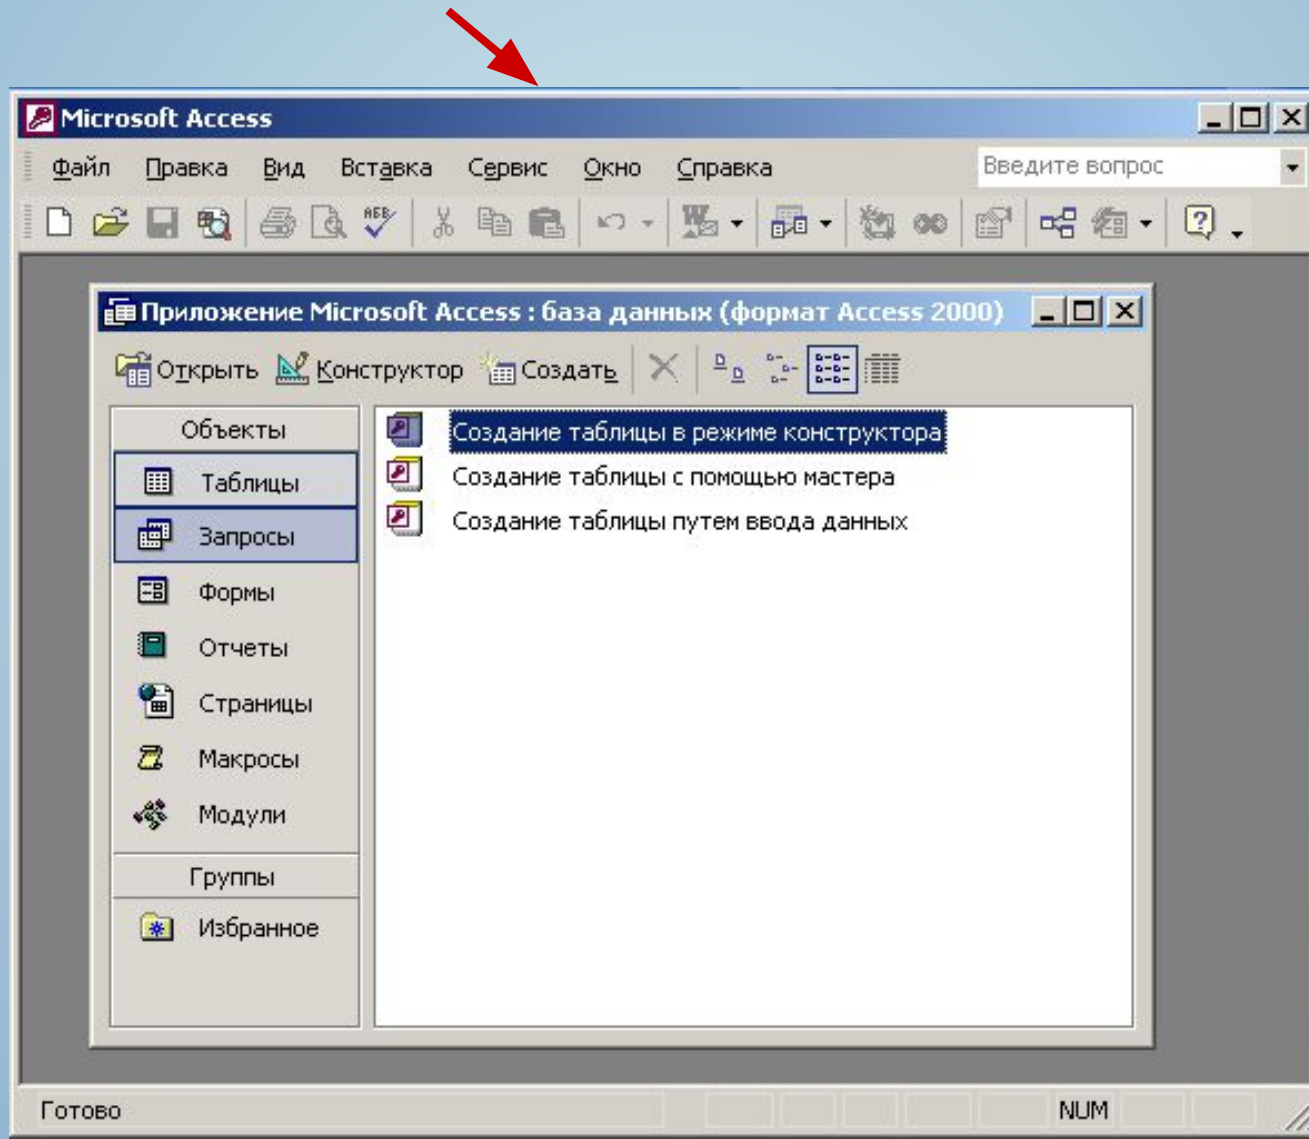 Microsoft Access
Файл Правка Вид Вставка Сервис Окно Справка Введите вопрос
Приложение Microsoft Access : база данных (формат Access 2000)
Открыть Конструктор Создать
Объекты
Таблицы
Запросы
Формы
Отчеты
Страницы
Макросы
Модули
Группы
Избранное
Создание таблицы в режиме конструктора
Создание таблицы с помощью мастера
Создание таблицы путем ввода данных
Готово NUM